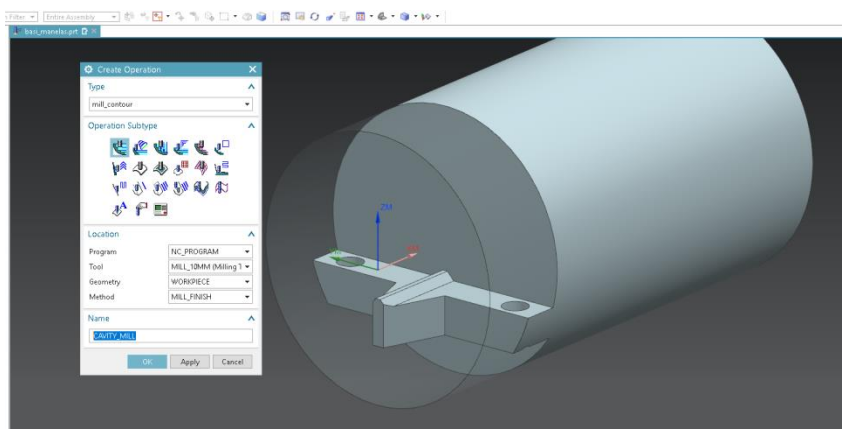 Filter
Entire Assembly
basi_manelas.prt
Create Operation
Type
mill_contour
Operation Subtype
Location
Program NC_PROGRAM
Tool MILL_10MM (Milling T
Geometry WORKPIECE
Method MILL_FINISH
Name
CAVITY_MILL
OK Apply Cancel
ZM